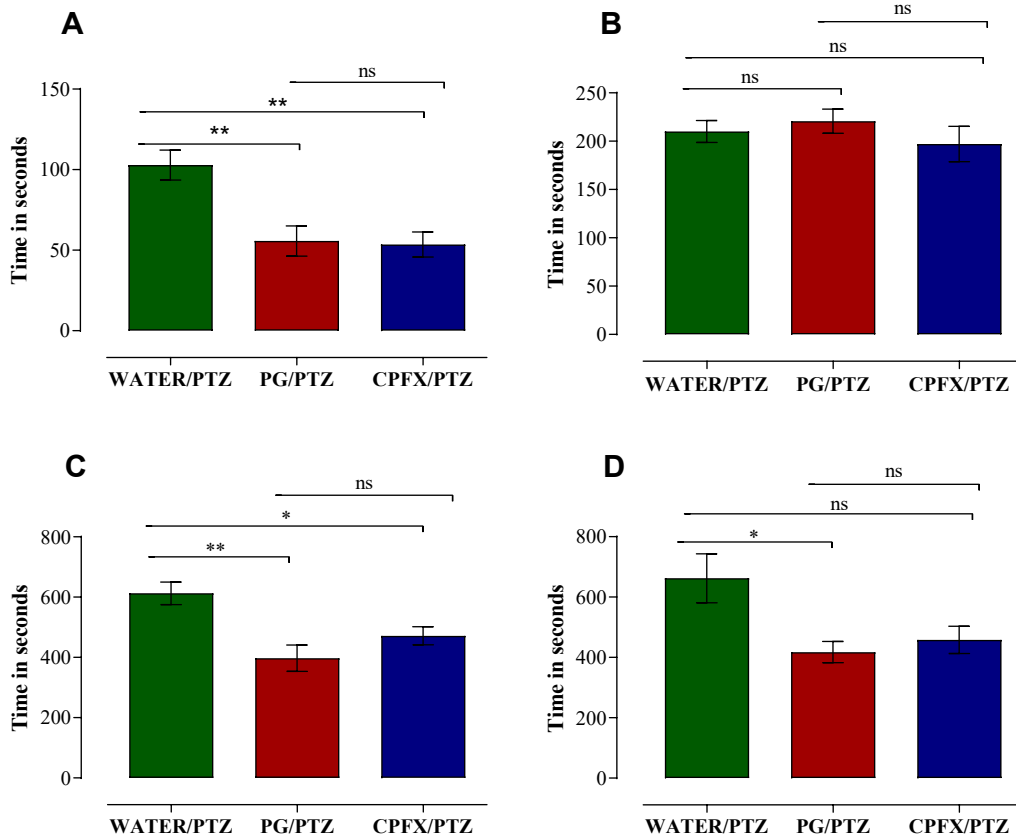 A
ns
**
**
150
100
50
0
Time in seconds
WATER/PTZ PG/PTZ CPFX/PTZ
B
ns
ns
ns
250
200
150
100
50
0
Time in seconds
WATER/PTZ PG/PTZ CPFX/PTZ
C
ns
*
**
800
600
400
200
0
Time in seconds
WATER/PTZ PG/PTZ CPFX/PTZ
D
ns
ns
*
800
600
400
200
0
Time in seconds
WATER/PTZ PG/PTZ CPFX/PTZ